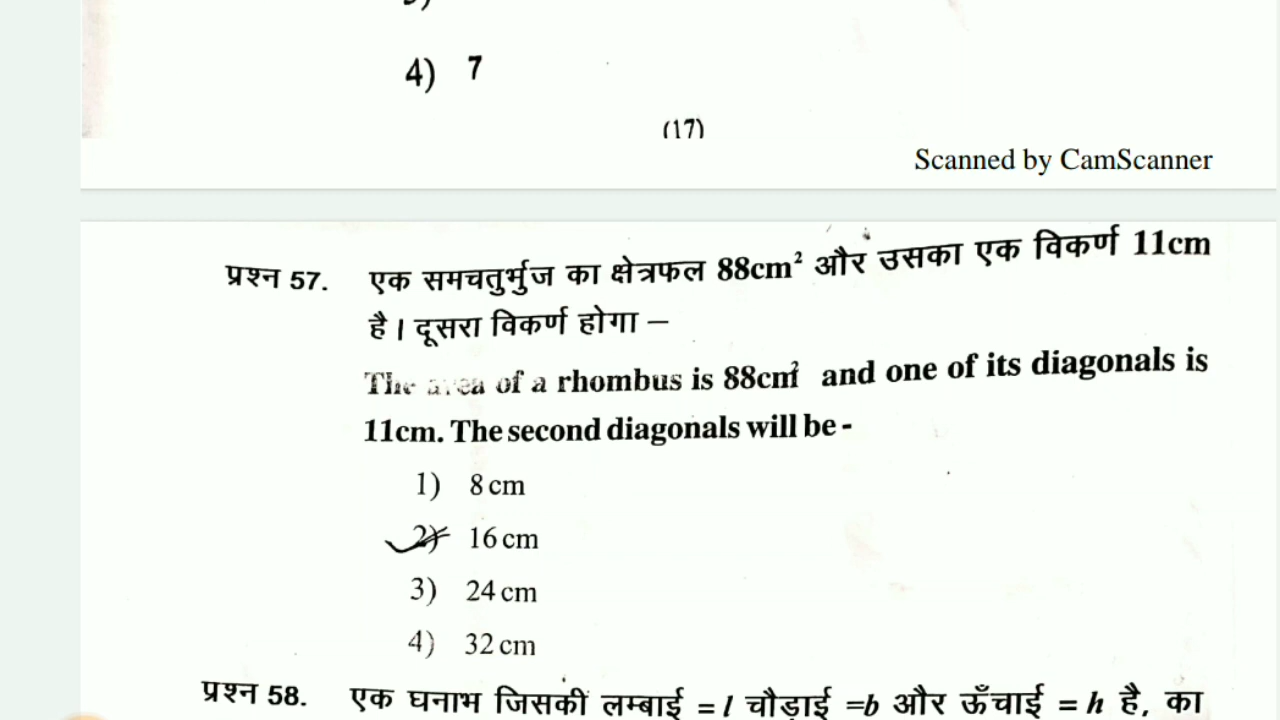 4) 7
(17)
Scanned by CamScanner
प्रश्न 57. एक समचतुर्भुज का क्षेत्रफल 88cm² और उसका एक विकर्ण 11cm
है। दूसरा विकर्ण होगा –
The area of a rhombus is 88cm² and one of its diagonals is
11cm. The second diagonals will be -
1) 8 cm
2) 16 cm
3) 24 cm
4) 32 cm
प्रश्न 58. एक घनाभ जिसकी लम्बाई = l चौड़ाई =b और ऊँचाई = h है, का